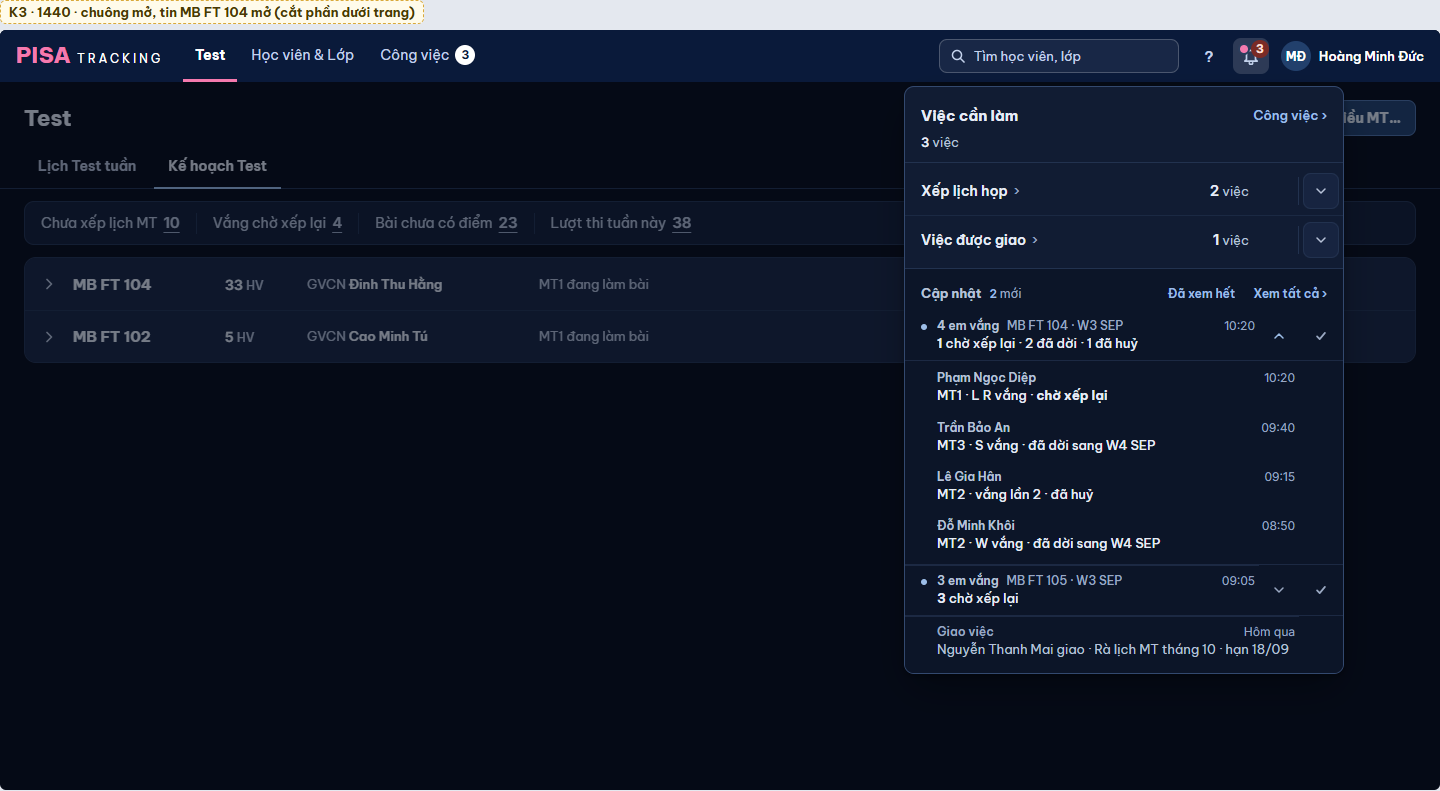 K3 · 1440 · chuông mở, tin MB FT 104 mở (cắt phần dưới trang)
PISA TRACKING
Test
Học viên & Lớp
Công việc 3
Tìm học viên, lớp
?
3
MĐ Hoàng Minh Đức
Test
Lịch Test tuần
Kế hoạch Test
Chưa xếp lịch MT 10
Vắng chờ xếp lại 4
Bài chưa có điểm 23
Lượt thi tuần này 38
MB FT 104 33 HV GVCN Đinh Thu Hằng MT1 đang làm bài
MB FT 102 5 HV GVCN Cao Minh Tú MT1 đang làm bài
Việc cần làm Công việc ›
3 việc
Xếp lịch họp › 2 việc
Việc được giao › 1 việc
Cập nhật 2 mới Đã xem hết Xem tất cả ›
4 em vắng MB FT 104 · W3 SEP 10:20
1 chờ xếp lại · 2 đã dời · 1 đã huỷ
Phạm Ngọc Diệp 10:20
MT1 · L R vắng · chờ xếp lại
Trần Bảo An 09:40
MT3 · S vắng · đã dời sang W4 SEP
Lê Gia Hân 09:15
MT2 · vắng lần 2 · đã huỷ
Đỗ Minh Khôi 08:50
MT2 · W vắng · đã dời sang W4 SEP
3 em vắng MB FT 105 · W3 SEP 09:05
3 chờ xếp lại
Giao việc Hôm qua
Nguyễn Thanh Mai giao · Rà lịch MT tháng 10 · hạn 18/09
MT...